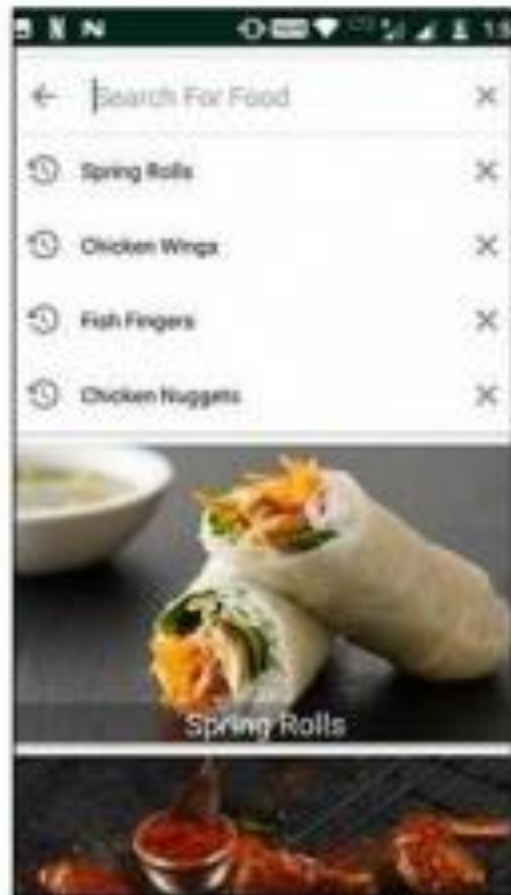 Search For Food
Spring Rolls
Chicken Wings
Fish Fingers
Chicken Nuggets
Spring Rolls